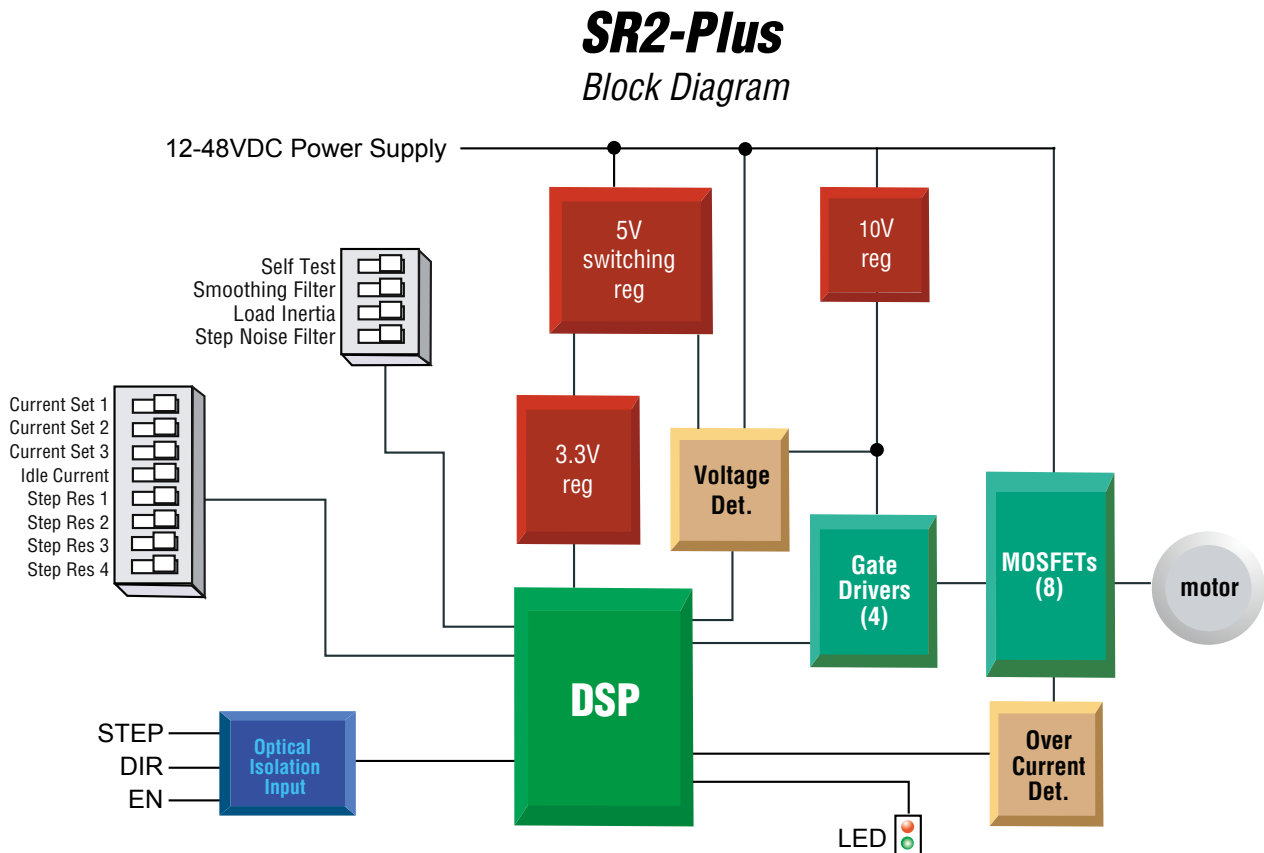 SR2-Plus
Block Diagram
12-48VDC Power Supply
5V
switching
reg
10V
reg
Self Test
Smoothing Filter
Load Inertia
Step Noise Filter
Current Set 1
Current Set 2
Current Set 3
Idle Current
Step Res 1
Step Res 2
Step Res 3
Step Res 4
3.3V
reg
Voltage
Det.
Gate
Drivers
(4)
MOSFETs
(8)
motor
DSP
STEP
DIR
EN
Optical
Isolation
Input
Over
Current
Det.
LED